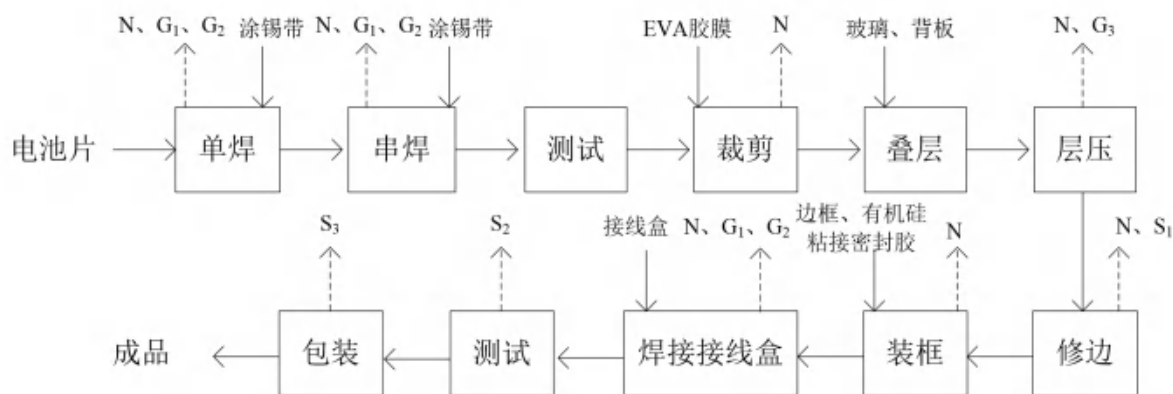 N、G₁、G₂
涂锡带
N、G₁、G₂
涂锡带
EVA胶膜
N
玻璃、背板
N、G₃
电池片
单焊
串焊
测试
裁剪
叠层
层压
S₃
S₂
接线盒
N、G₁、G₂
边框、有机硅
粘接密封胶
N
N、S₁
成品
包装
测试
焊接接线盒
装框
修边